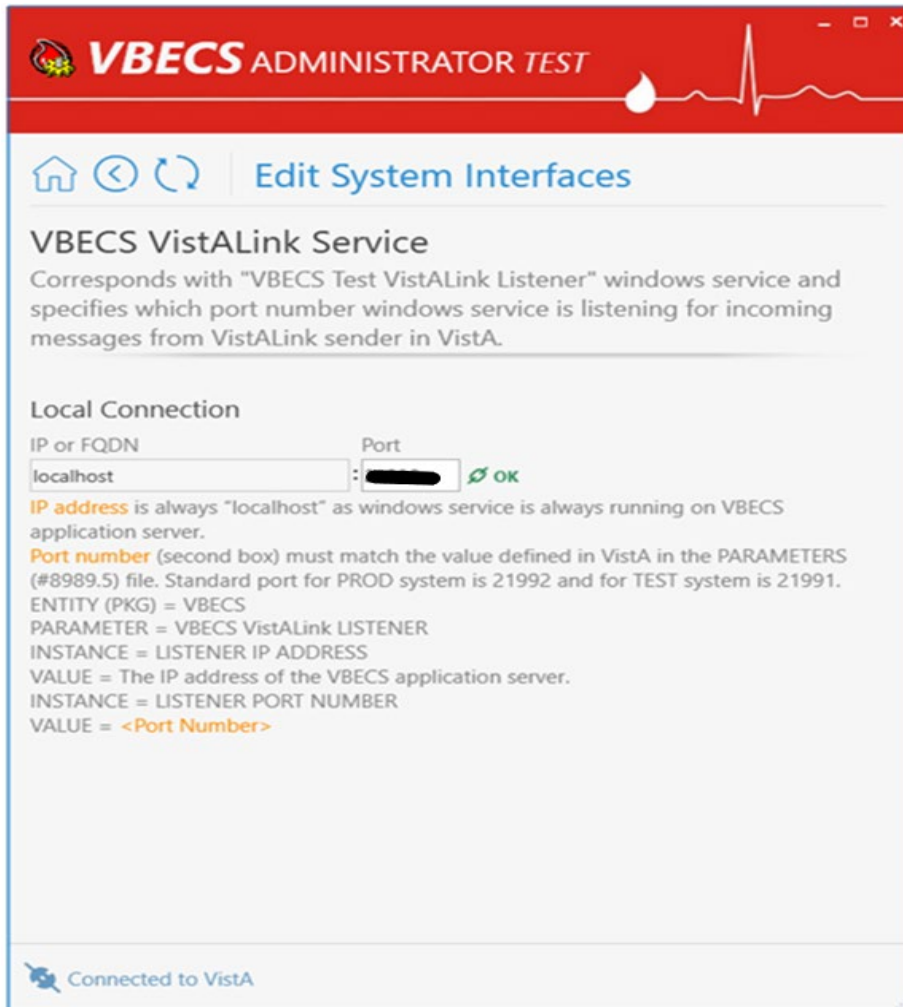 VBECS ADMINISTRATOR TEST
Edit System Interfaces
VBECS VistALink Service
Corresponds with "VBECS Test VistALink Listener" windows service and
specifies which port number windows service is listening for incoming
messages from VistALink sender in VistA.
Local Connection
IP or FQDN Port
localhost : OK
IP address is always "localhost" as windows service is always running on VBECS
application server.
Port number (second box) must match the value defined in VistA in the PARAMETERS
(#8989.5) file. Standard port for PROD system is 21992 and for TEST system is 21991.
ENTITY (PKG) = VBECS
PARAMETER = VBECS VistALink LISTENER
INSTANCE = LISTENER IP ADDRESS
VALUE = The IP address of the VBECS application server.
INSTANCE = LISTENER PORT NUMBER
VALUE = <Port Number>
Connected to VistA